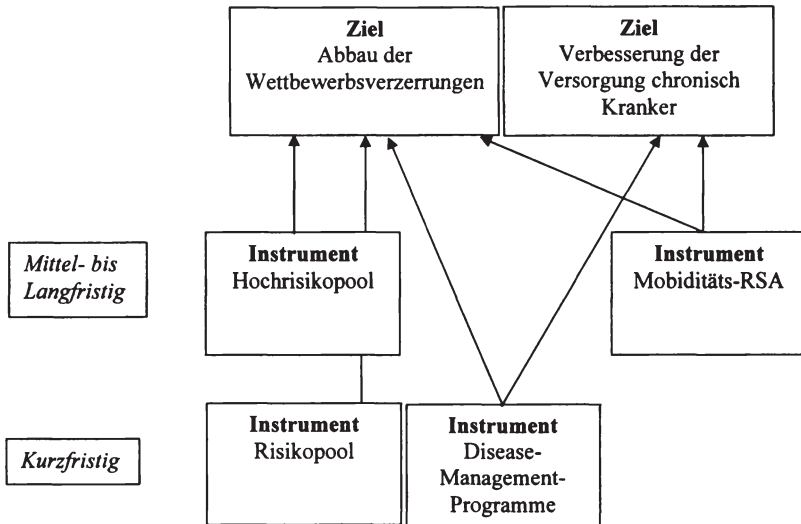 Ziel
Abbau der
Wettbewerbsverzerrungen
Ziel
Verbesserung der
Versorgung chronisch
Kranker
Mittel- bis
Langfristig
Instrument
Hochrisikopool
Instrument
Mobiditäts-RSA
Kurzfristig
Instrument
Risikopool
Instrument
Disease-
Management-
Programme